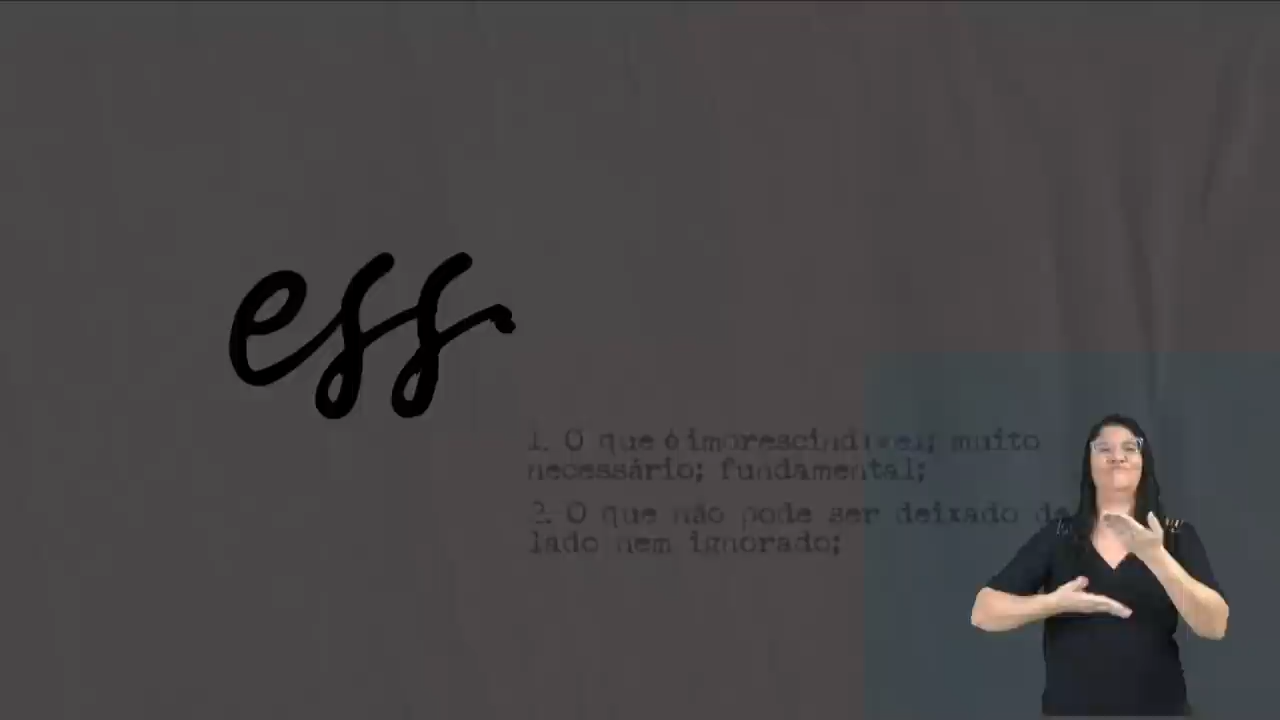 ess
1. O que é imprescindível; muito
necessário; fundamental;
2. O que não pode ser deixado de
lado nem ignorado;